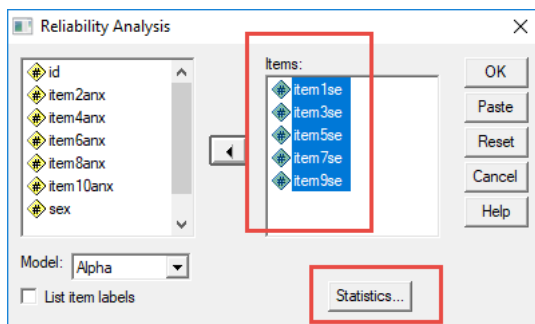 Reliability Analysis
id
item2anx
item4anx
item6anx
item8anx
item10anx
sex
Items:
item1se
item3se
item5se
item7se
item9se
OK
Paste
Reset
Cancel
Help
Model: Alpha
List item labels
Statistics...